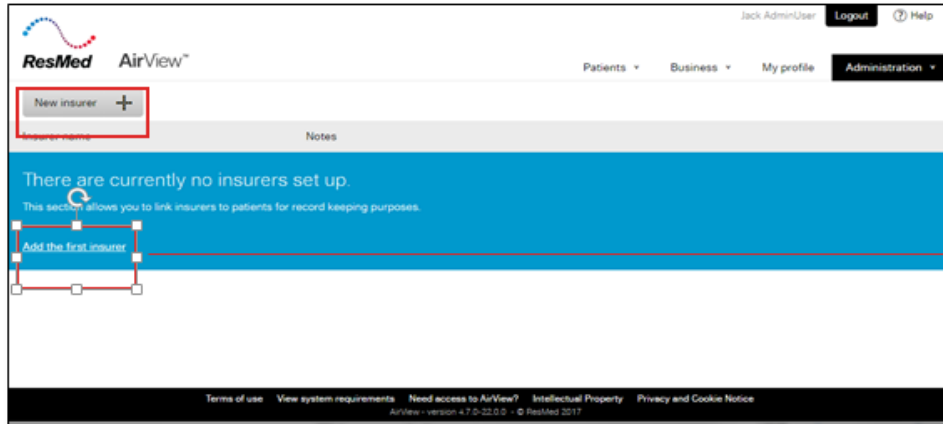 Jack AdminUser Logout ? Help
ResMed AirView™
Patients Business My profile Administration
New insurer +
Insurer name Notes
There are currently no insurers set up.
This section allows you to link insurers to patients for record keeping purposes.
Add the first insurer
Terms of use View system requirements Need access to AirView? Intellectual Property Privacy and Cookie Notice
AirView - version 4.7.0-22.0.0 - © ResMed 2017